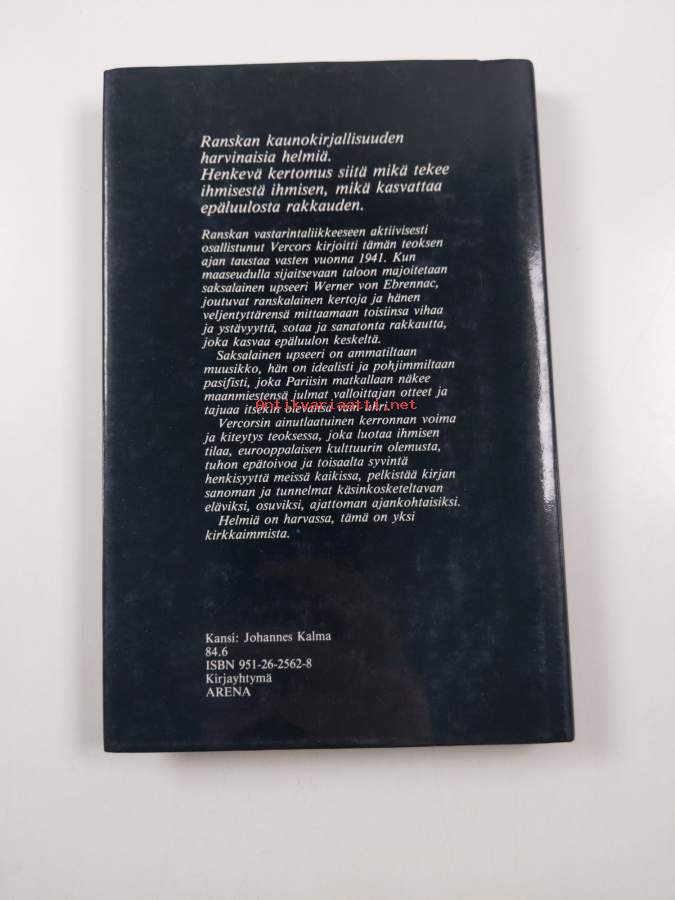 Ranskan kaunokirjallisuuden
harvinaisia helmiä.
Henkevä kertomus siitä mikä tekee
ihmisestä ihmisen, mikä kasvattaa
epäluulosta rakkauden.
Ranskan vastarintaliikkeeseen aktiivisesti
osallistunut Vercors kirjoitti tämän teoksen
ajan taustaa vasten vuonna 1941. Kun
maaseudulla sijaitsevaan taloon majoitetaan
saksalainen upseeri Werner von Ebrennac,
joutuvat ranskalainen kertoja ja hänen
veljentyttärensä mittaamaan toisiinsa vihaa
ja ystävyyttä, sotaa ja sanatonta rakkautta,
joka kasvaa epäluulon keskeltä.
Saksalainen upseeri on ammatiltaan
muusikko, hän on idealisti ja pohjimmiltaan
pasifisti, joka Pariisin matkallaan näkee
maanmiestensä julmat valloittajan otteet ja
tajuaa itsekin olevansa vain uhri.
Antikvariaatti.net
Vercorsin ainutlaatuinen kerronnan voima
ja kiteytys teoksessa, joka luotaa ihmisen
tilaa, eurooppalaisen kulttuurin olemusta,
tuhon epätoivoa ja toisaalta syvintä
henkisyyttä meissä kaikissa, pelkistää kirjan
sanoman ja tunnelmat käsinkosketeltavan
eläviksi, osuviksi, ajattoman ajankohtaisiksi.
Helmiä on harvassa, tämä on yksi
kirkkaimmista.
Kansi: Johannes Kalma
84.6
ISBN 951-26-2562-8
Kirjayhtymä
ARENA